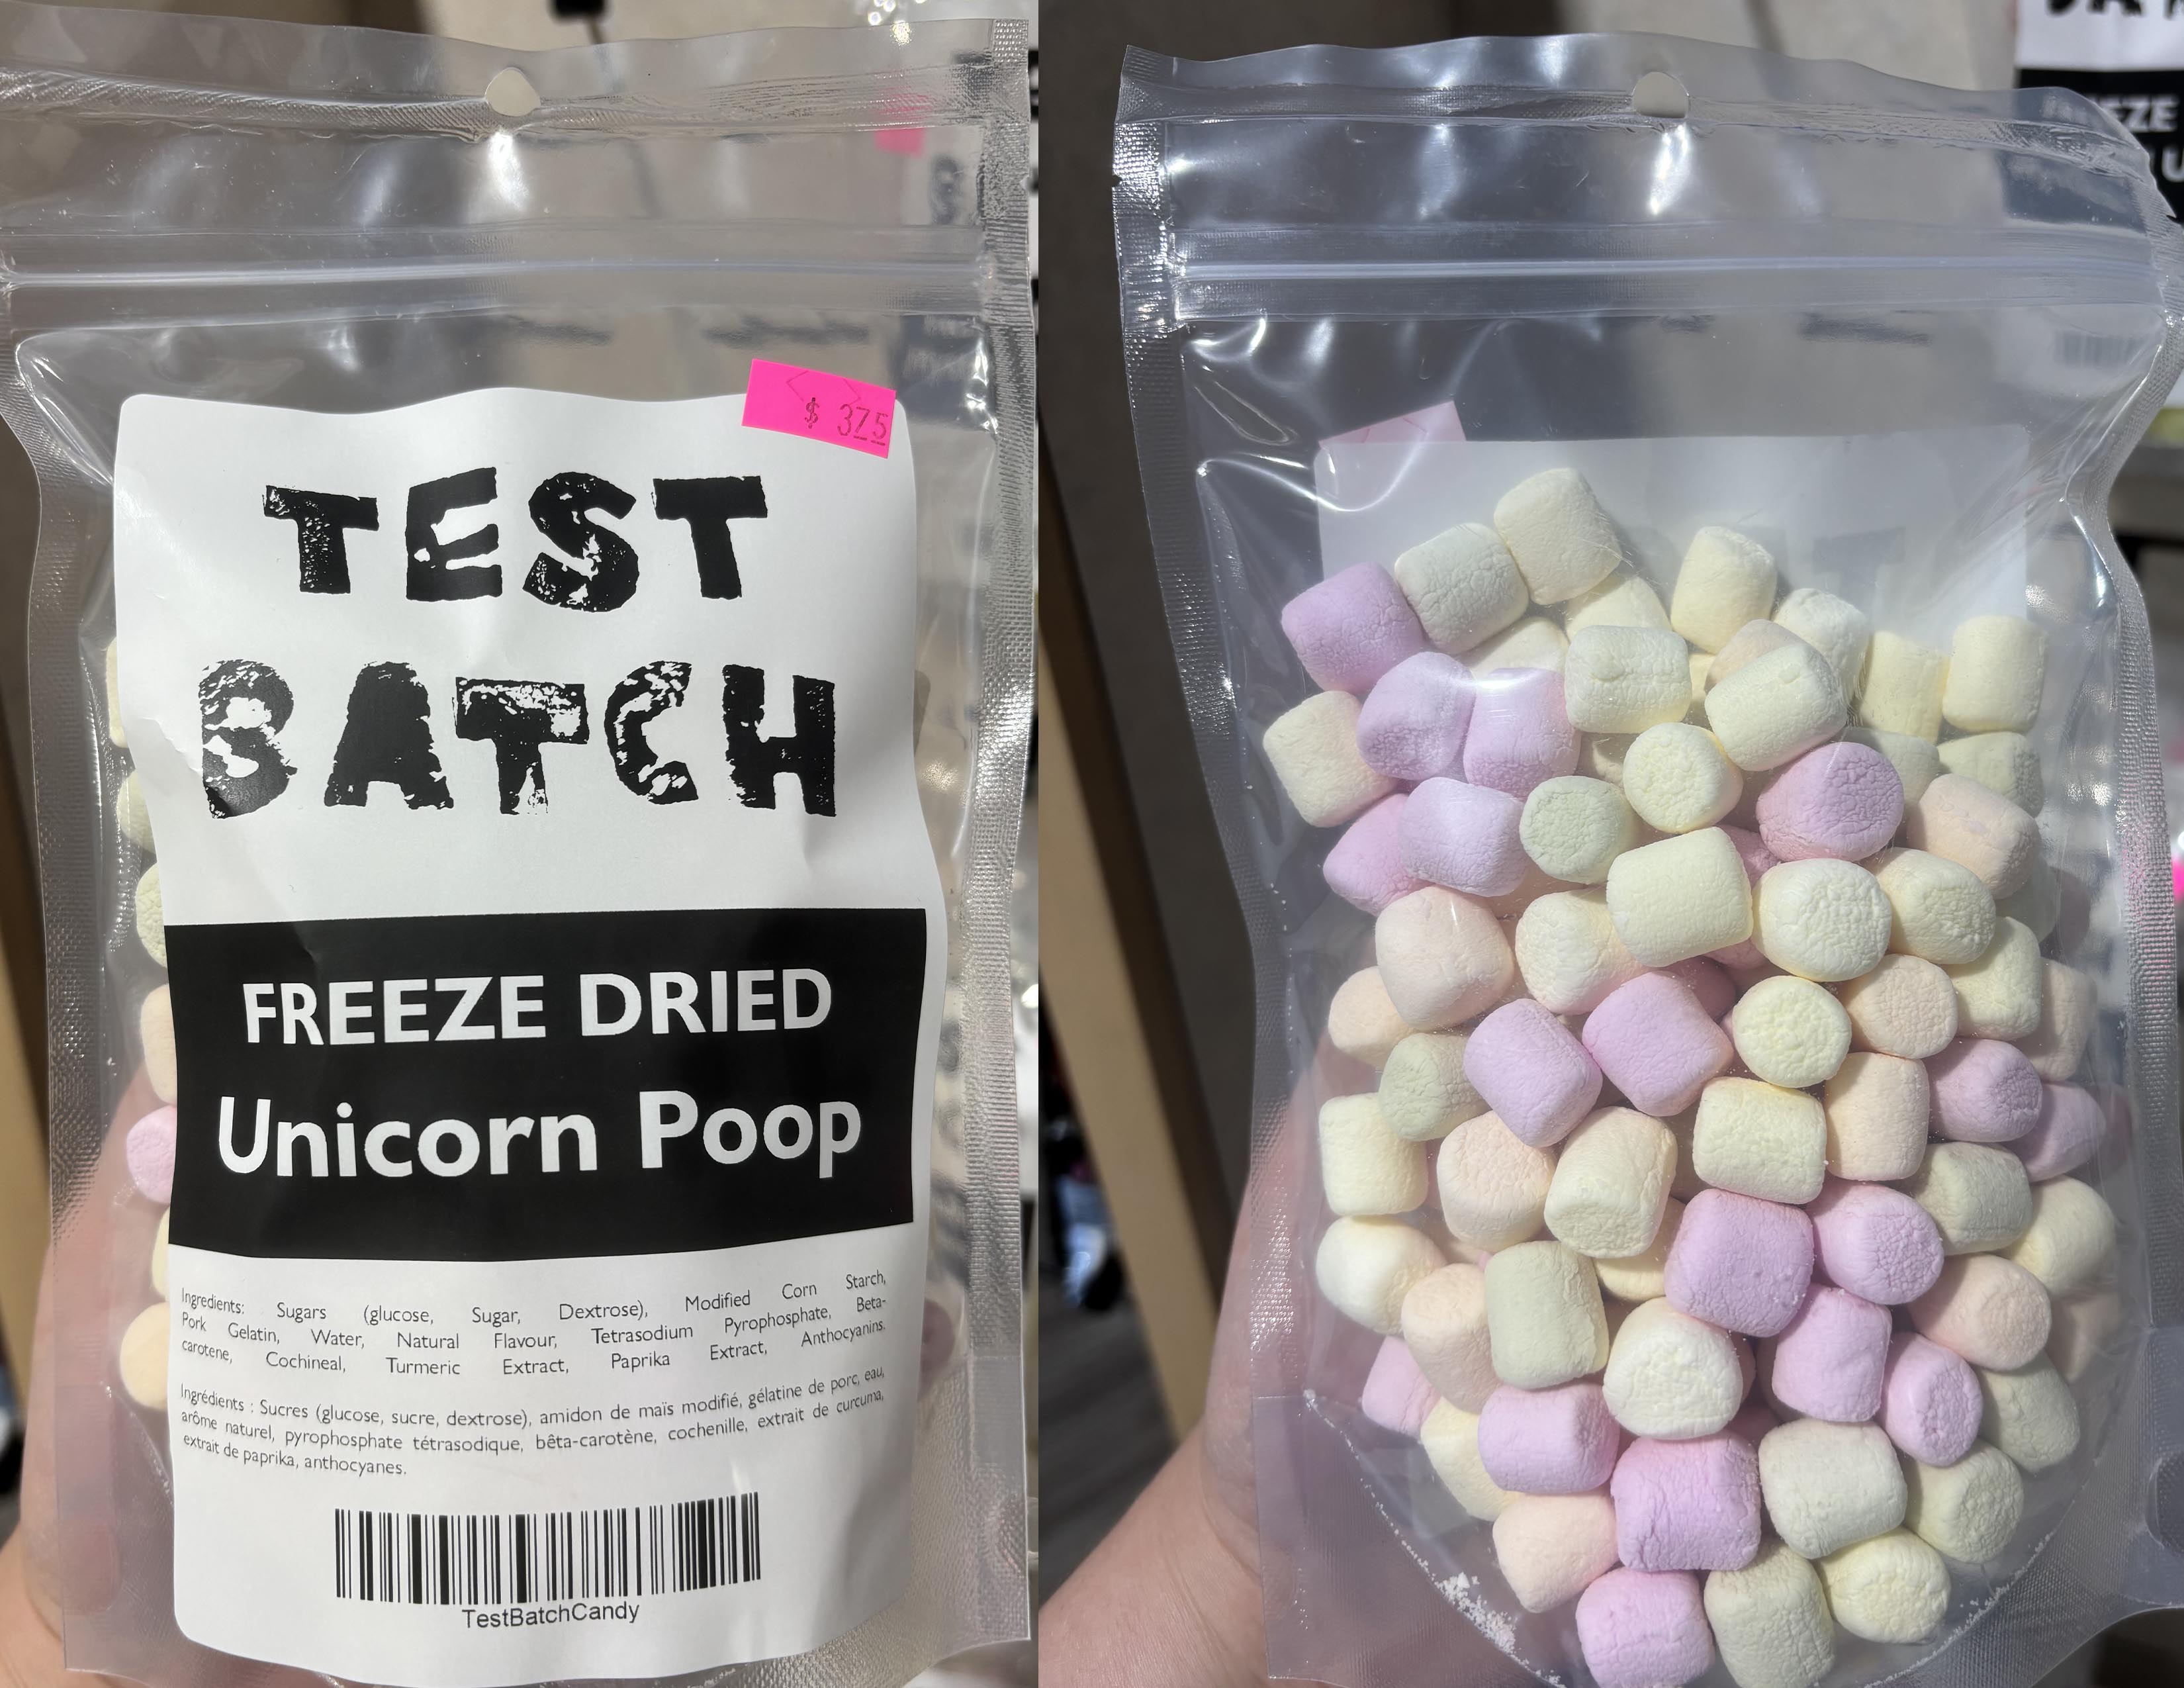 $ 375
TEST
BATCH
FREEZE DRIED
Unicorn Poop
Ingredients: Sugars (glucose, Sugar, Dextrose), Modified Corn Starch,
Pork Gelatin, Water, Natural Flavour, Tetrasodium Pyrophosphate, Beta-
carotene, Cochineal, Turmeric Extract, Paprika Extract, Anthocyanins.
Ingrédients : Sucres (glucose, sucre, dextrose), amidon de maïs modifié, gélatine de porc, eau,
arôme naturel, pyrophosphate tétrasodique, bêta-carotène, cochenille, extrait de curcuma,
extrait de paprika, anthocyanes.
TestBatchCandy